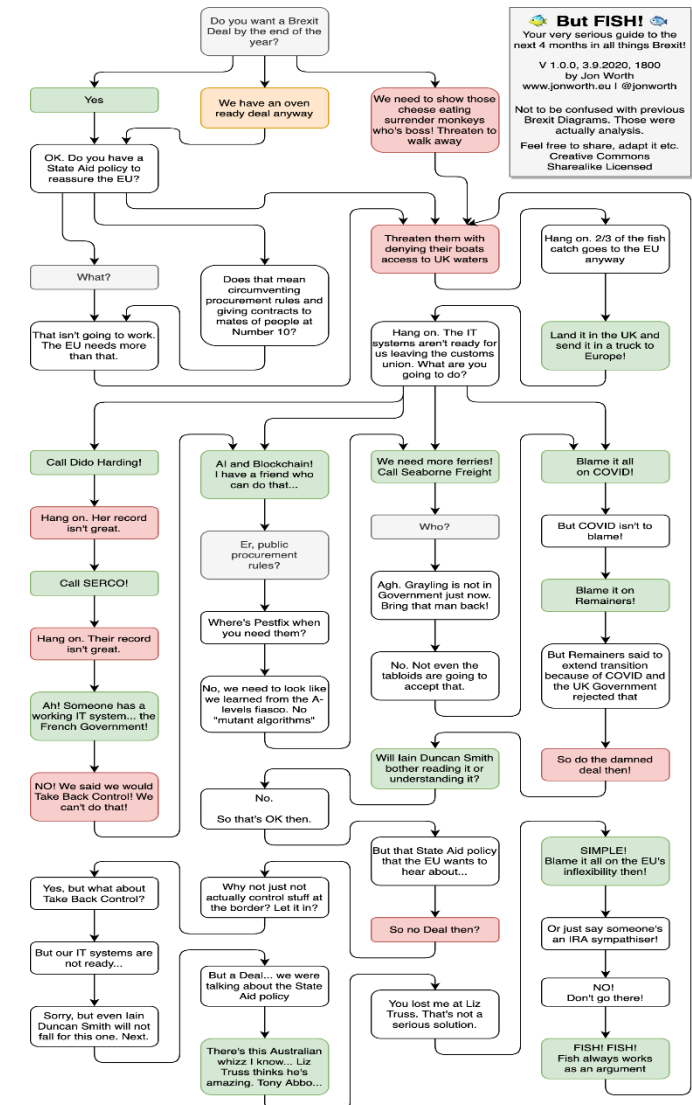 Do you want a Brexit
Deal by the end of the
year?
But FISH!
Your very serious guide to the
next 4 months in all things Brexit!
V 1.0.0, 3.9.2020, 1800
by Jon Worth
www.jonworth.eu | @jonworth
Not to be confused with previous
Brexit Diagrams. Those were
actually analysis.
Feel free to share, adapt it etc.
Creative Commons
Sharealike Licensed
Yes
We have an oven
ready deal anyway
We need to show those
cheese eating
surrender monkeys
who's boss! Threaten to
walk away
OK. Do you have a
State Aid policy to
reassure the EU?
Threaten them with
denying their boats
access to UK waters
Hang on. 2/3 of the fish
catch goes to the EU
anyway
What?
Does that mean
circumventing
procurement rules and
giving contracts to
mates of people at
Number 10?
That isn't going to work.
The EU needs more
than that.
Hang on. The IT
systems aren't ready for
us leaving the customs
union. What are you
going to do?
Land it in the UK and
send it in a truck to
Europe!
Call Dido Harding!
AI and Blockchain!
I have a friend who
can do that...
We need more ferries!
Call Seaborne Freight
Blame it all
on COVID!
Hang on. Her record
isn't great.
Er, public
procurement
rules?
Who?
But COVID isn't to
blame!
Call SERCO!
Where's Pestfix when
you need them?
Agh. Grayling is not in
Government just now.
Bring that man back!
Blame it on
Remainers!
Hang on. Their record
isn't great.
No, we need to look like
we learned from the A-
levels fiasco. No
"mutant algorithms"
No. Not even the
tabloids are going to
accept that.
But Remainers said to
extend transition
because of COVID and
the UK Government
rejected that
Ah! Someone has a
working IT system... the
French Government!
NO! We said we would
Take Back Control! We
can't do that!
No.
So that's OK then.
Will Iain Duncan Smith
bother reading it or
understanding it?
So do the damned
deal then!
Yes, but what about
Take Back Control?
Why not just not
actually control stuff at
the border? Let it in?
But that State Aid policy
that the EU wants to
hear about...
SIMPLE!
Blame it all on the EU's
inflexibility then!
But our IT systems are
not ready...
So no Deal then?
Or just say someone's
an IRA sympathiser!
Sorry, but even Iain
Duncan Smith will not
fall for this one. Next.
But a Deal... we were
talking about the State
Aid policy
You lost me at Liz
Truss. That's not a
serious solution.
NO!
Don't go there!
There's this Australian
whizz I know... Liz
Truss thinks he's
amazing. Tony Abbo...
FISH! FISH!
Fish always works
as an argument